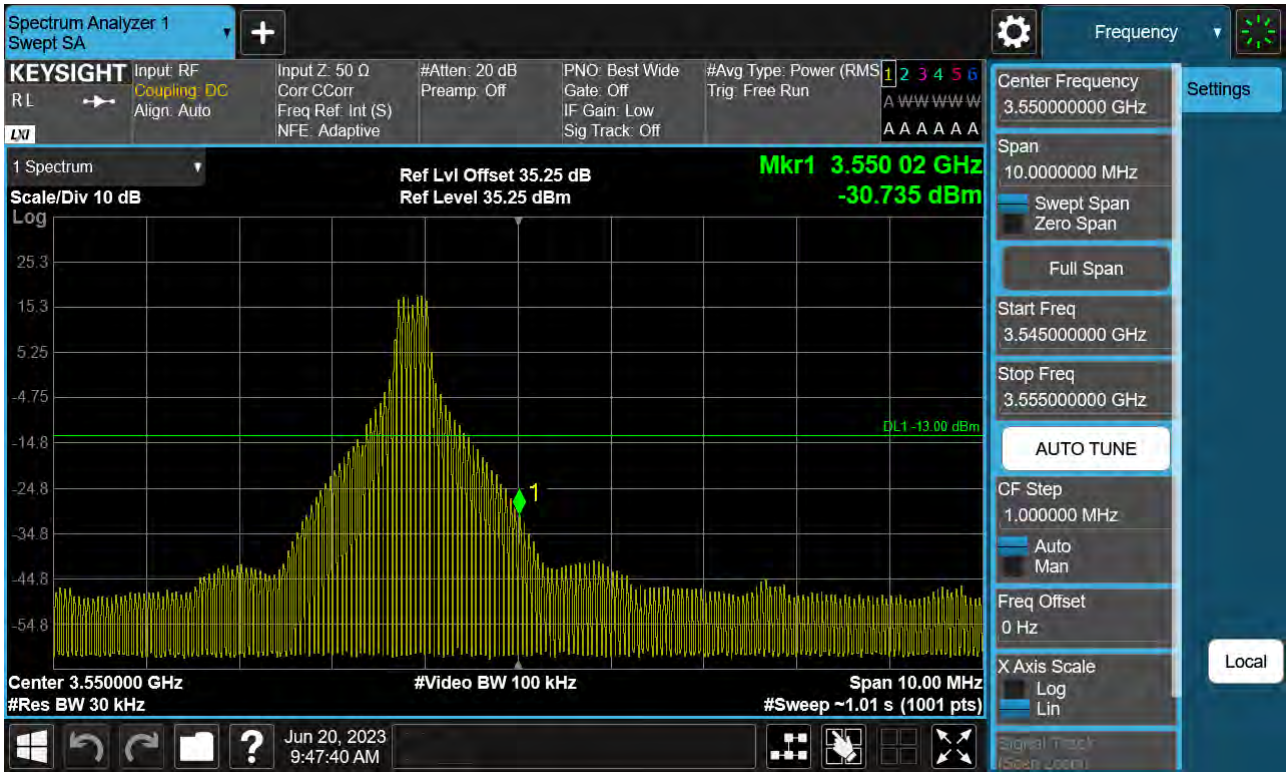 Spectrum Analyzer 1
Swept SA
+
Frequency
KEYSIGHT
RL
LXI
Input: RF
Coupling: DC
Align: Auto
Input Z: 50 Ω
Corr CCorr
Freq Ref: Int (S)
NFE: Adaptive
#Atten: 20 dB
Preamp: Off
PNO: Best Wide
Gate: Off
IF Gain: Low
Sig Track: Off
#Avg Type: Power (RMS
Trig: Free Run
1 2 3 4 5 6
A W W W W W
A A A A A A
1 Spectrum
Scale/Div 10 dB
Log
Ref Lvl Offset 35.25 dB
Ref Level 35.25 dBm
Mkr1 3.550 02 GHz
-30.735 dBm
25.3
15.3
5.25
-4.75
-14.8
-24.8
-34.8
-44.8
-54.8
DL1 -13.00 dBm
1
Center 3.550000 GHz
#Res BW 30 kHz
#Video BW 100 kHz
Span 10.00 MHz
#Sweep ~1.01 s (1001 pts)
Center Frequency
3.550000000 GHz
Span
10.0000000 MHz
Swept Span
Zero Span
Full Span
Start Freq
3.545000000 GHz
Stop Freq
3.555000000 GHz
AUTO TUNE
CF Step
1.000000 MHz
Auto
Man
Freq Offset
0 Hz
X Axis Scale
Log
Lin
Signal Track
(Span Zoom)
Settings
Local
?
Jun 20, 2023
9:47:40 AM